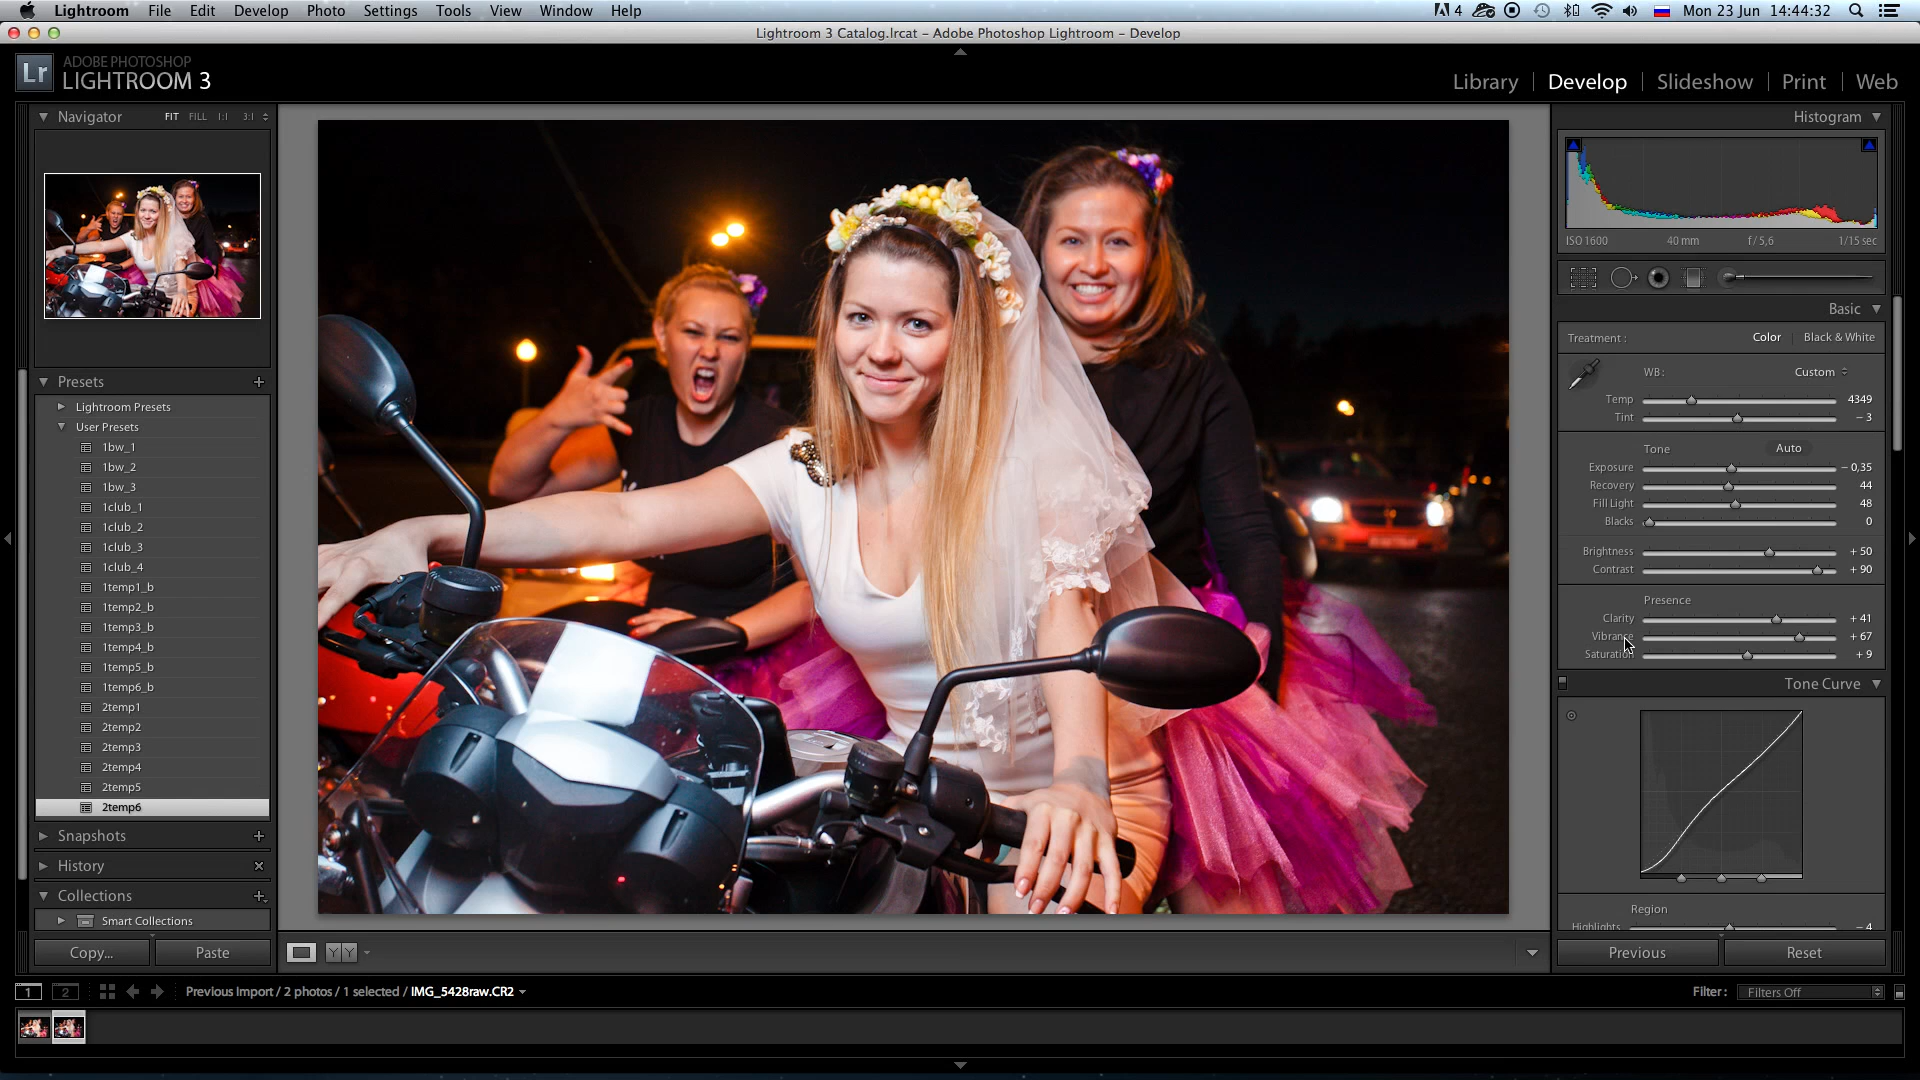 Lightroom File Edit Develop Photo Settings Tools View Window Help 4 Mon 23 Jun 14:44:32
Lightroom 3 Catalog.lrcat – Adobe Photoshop Lightroom – Develop
Lr ADOBE PHOTOSHOP
LIGHTROOM 3
Library | Develop | Slideshow | Print | Web
Navigator FIT FILL 1:1 3:1
Presets +
Lightroom Presets
User Presets
1bw_1
1bw_2
1bw_3
1club_1
1club_2
1club_3
1club_4
1temp1_b
1temp2_b
1temp3_b
1temp4_b
1temp5_b
1temp6_b
2temp1
2temp2
2temp3
2temp4
2temp5
2temp6
Snapshots +
History ×
Collections +
Smart Collections
Copy... Paste
YY
Histogram
ISO 1600 40 mm f / 5,6 1/15 sec
Basic
Treatment : Color | Black & White
WB: Custom
Temp 4349
Tint – 3
Tone Auto
Exposure – 0,35
Recovery 44
Fill Light 48
Blacks 0
Brightness + 50
Contrast + 90
Presence
Clarity + 41
Vibrance + 67
Saturation + 9
Tone Curve
Region
Highlights – 4
Previous Reset
1 2 Previous Import / 2 photos / 1 selected / IMG_5428raw.CR2
Filter : Filters Off